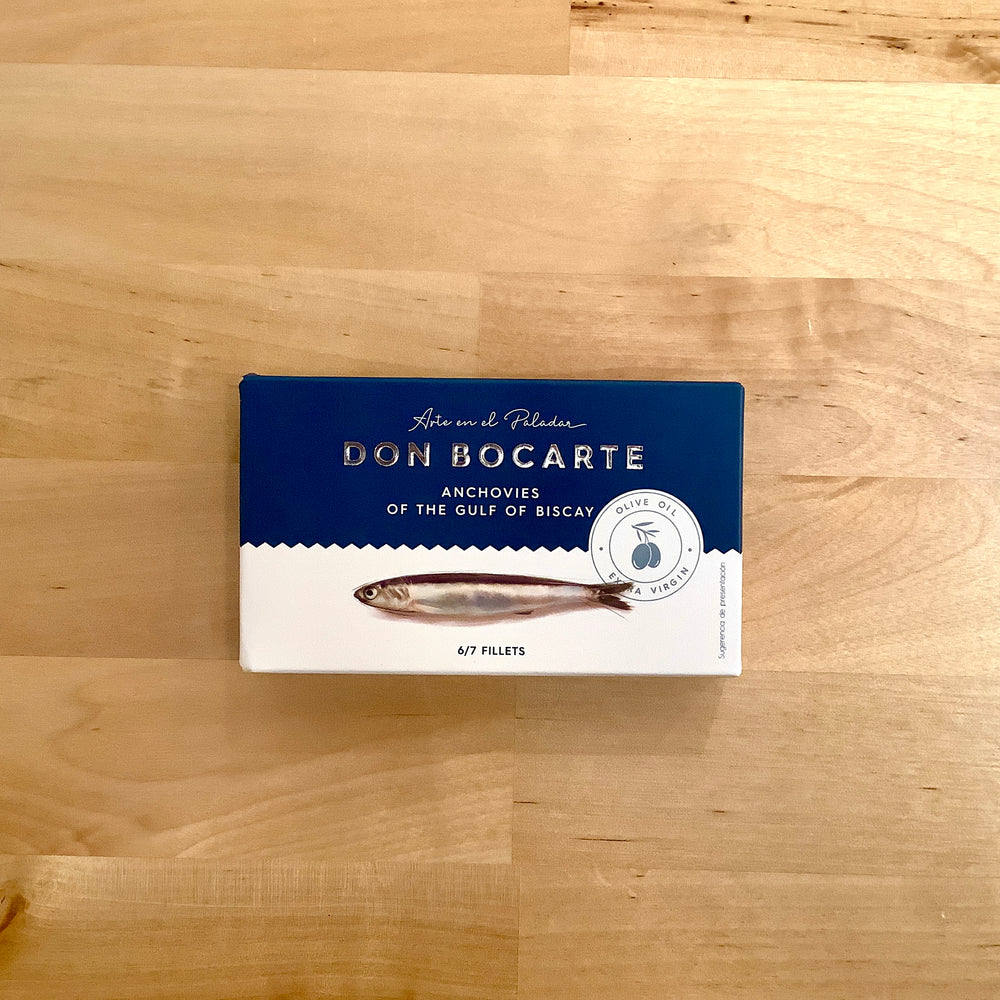 Arte en el Paladar
DON BOCARTE
ANCHOVIES
OF THE GULF OF BISCAY
OLIVE OIL
EXTRA VIRGIN
6/7 FILLETS
Sugerencia de presentación